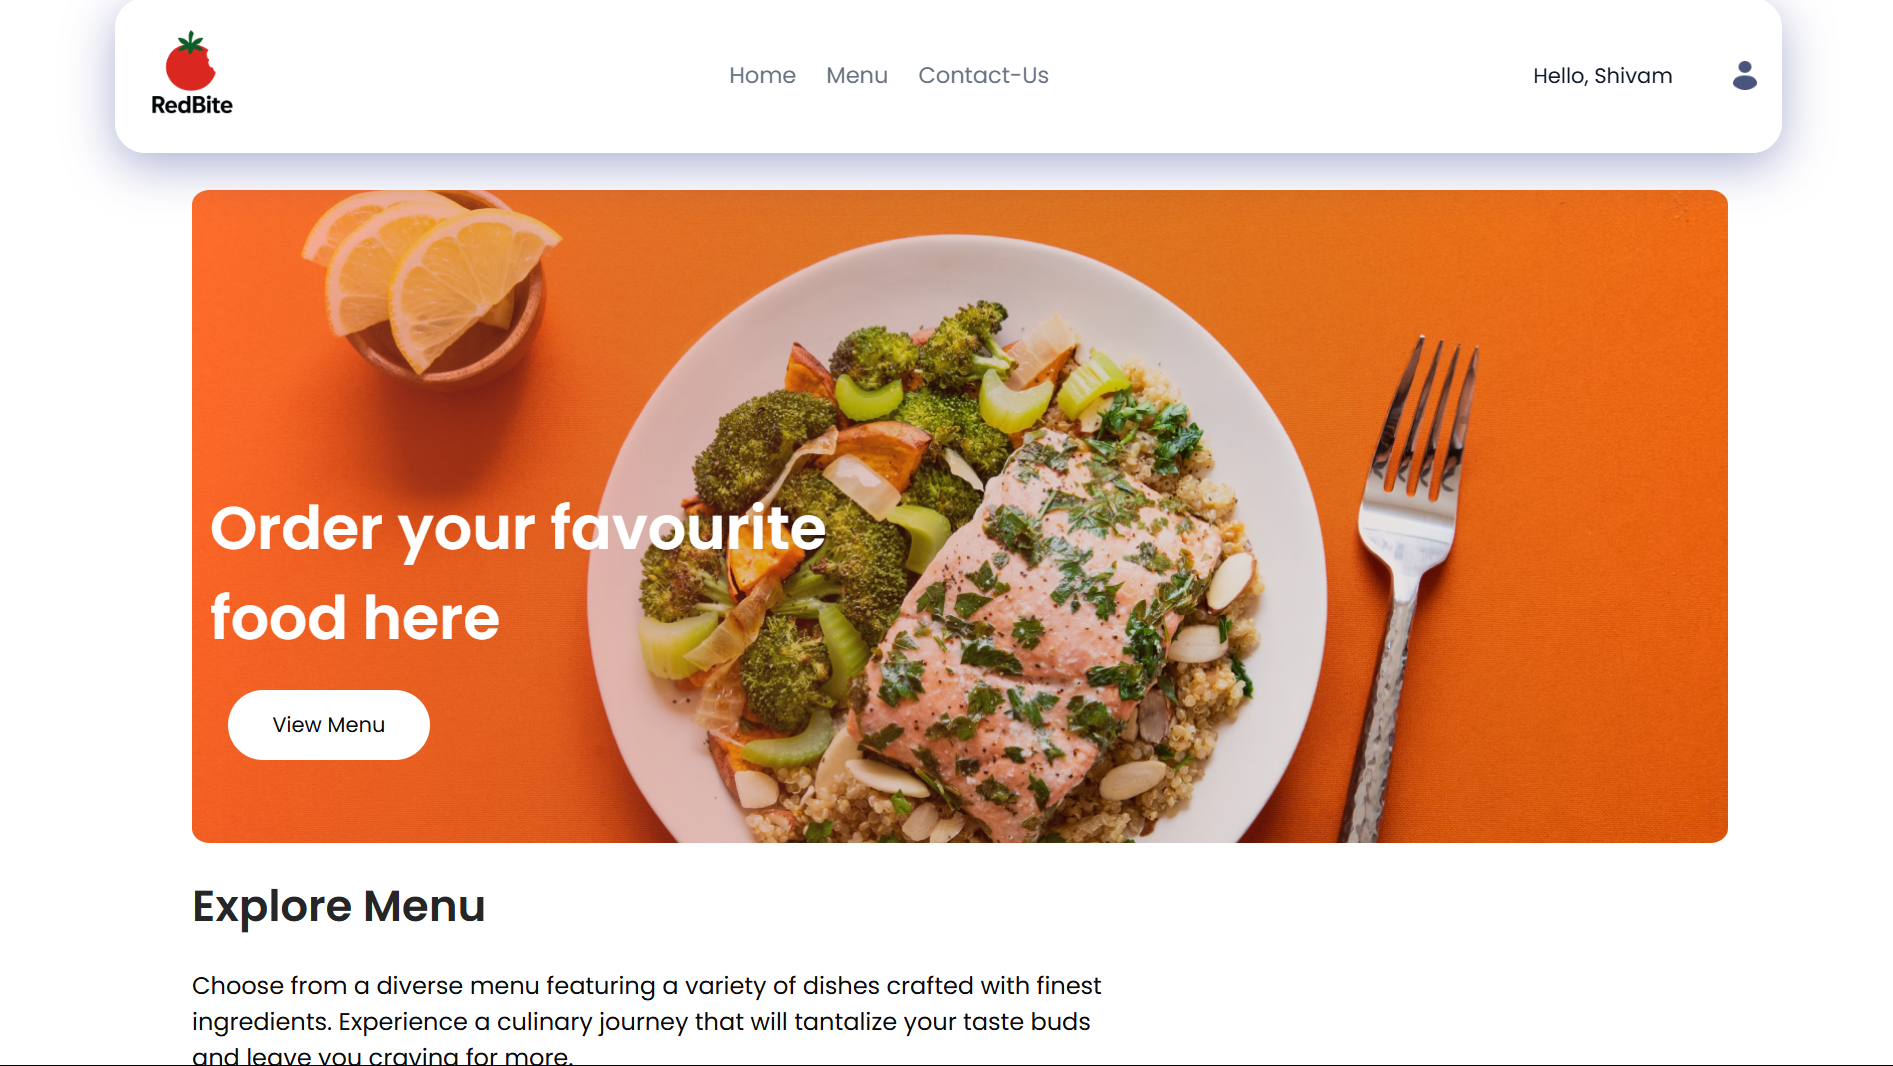 RedBite
Home Menu Contact-Us
Hello, Shivam
Order your favourite
food here
View Menu
Explore Menu
Choose from a diverse menu featuring a variety of dishes crafted with finest
ingredients. Experience a culinary journey that will tantalize your taste buds
and leave you craving for more.